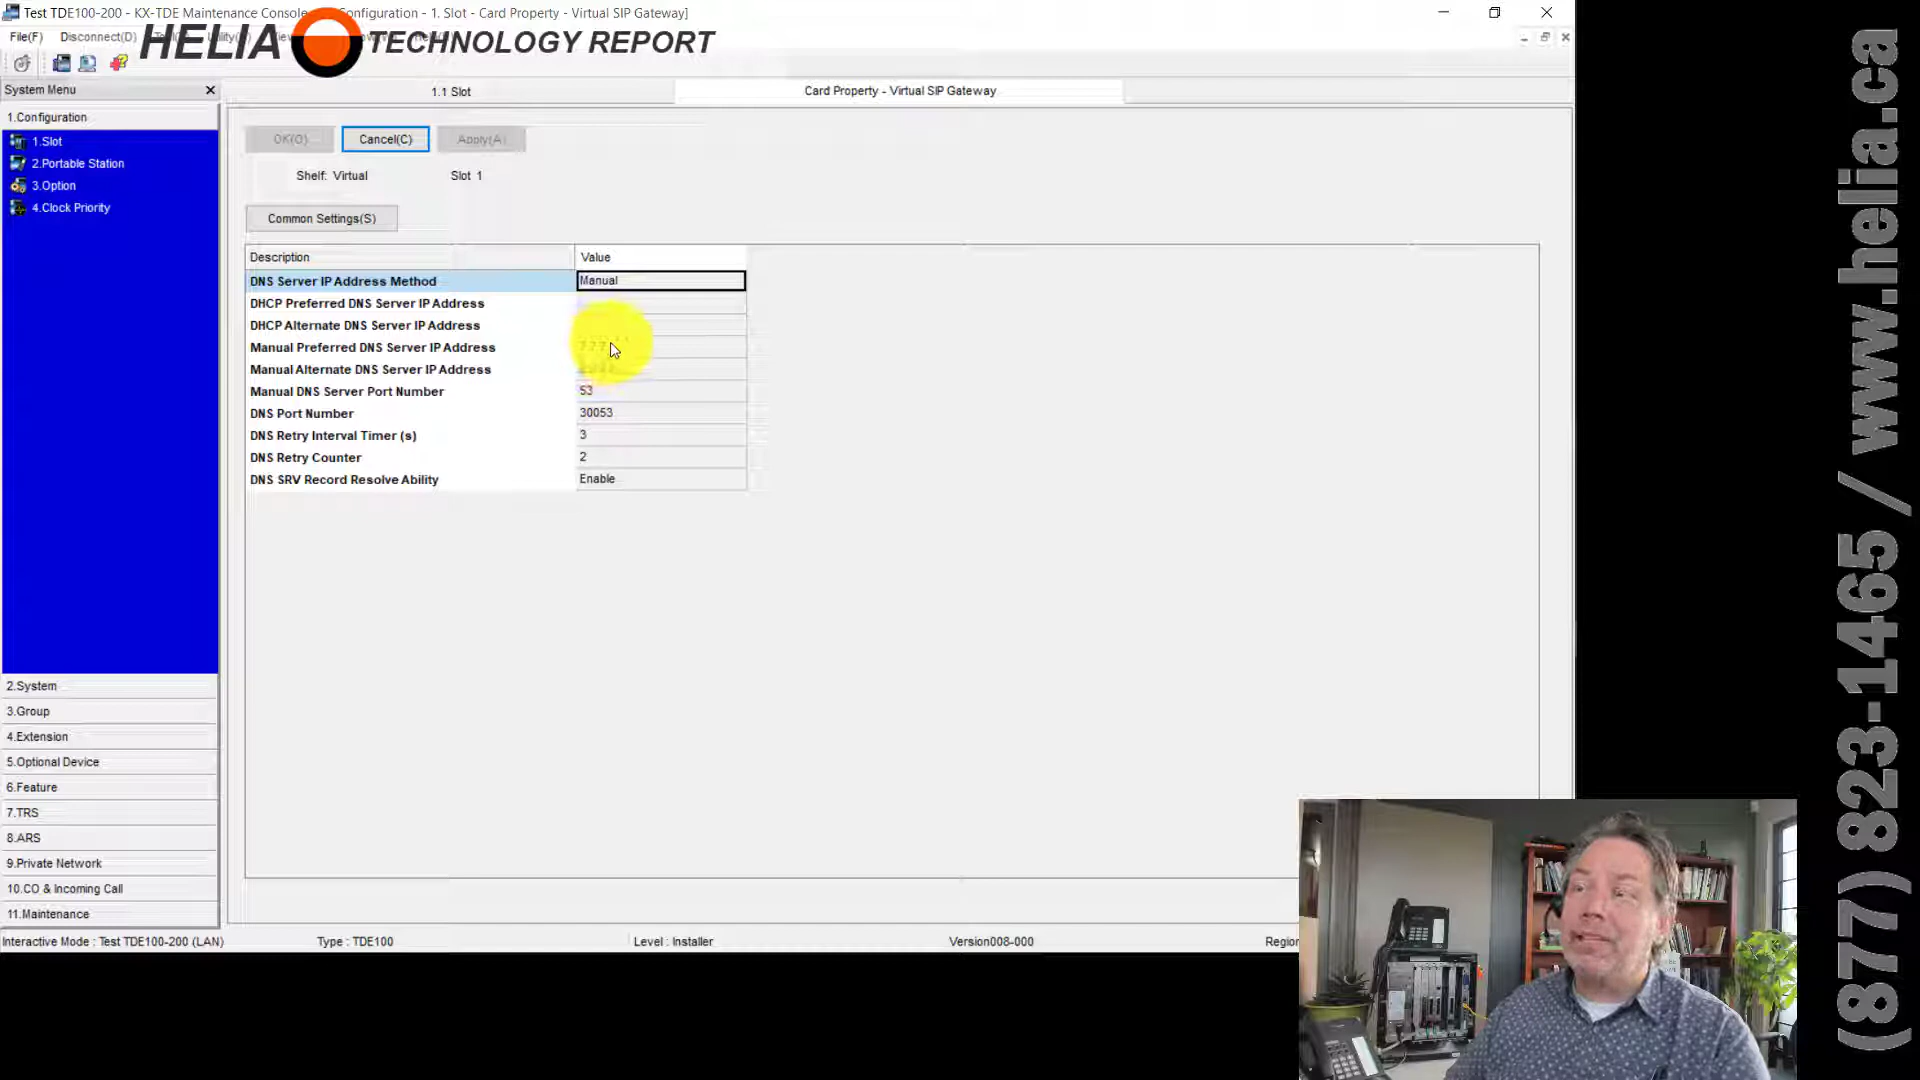 Test TDE100-200 - KX-TDE Maintenance Console
Configuration - 1. Slot - Card Property - Virtual SIP Gateway]
File(F)
Disconnect(D)
HELIA TECHNOLOGY REPORT
System Menu
1.1 Slot
Card Property - Virtual SIP Gateway
1.Configuration
1.Slot
2.Portable Station
3.Option
4.Clock Priority
OK(O)
Cancel(C)
Apply(A)
Shelf: Virtual
Slot 1
Common Settings(S)
Description
Value
DNS Server IP Address Method
Manual
DHCP Preferred DNS Server IP Address
DHCP Alternate DNS Server IP Address
Manual Preferred DNS Server IP Address
Manual Alternate DNS Server IP Address
Manual DNS Server Port Number
53
DNS Port Number
30053
DNS Retry Interval Timer (s)
3
DNS Retry Counter
2
DNS SRV Record Resolve Ability
Enable
2.System
3.Group
4.Extension
5.Optional Device
6.Feature
7.TRS
8.ARS
9.Private Network
10.CO & Incoming Call
11.Maintenance
Interactive Mode : Test TDE100-200 (LAN)
Type : TDE100
Level : Installer
Version008-000
Region
(877) 823-1465 / www.helia.ca